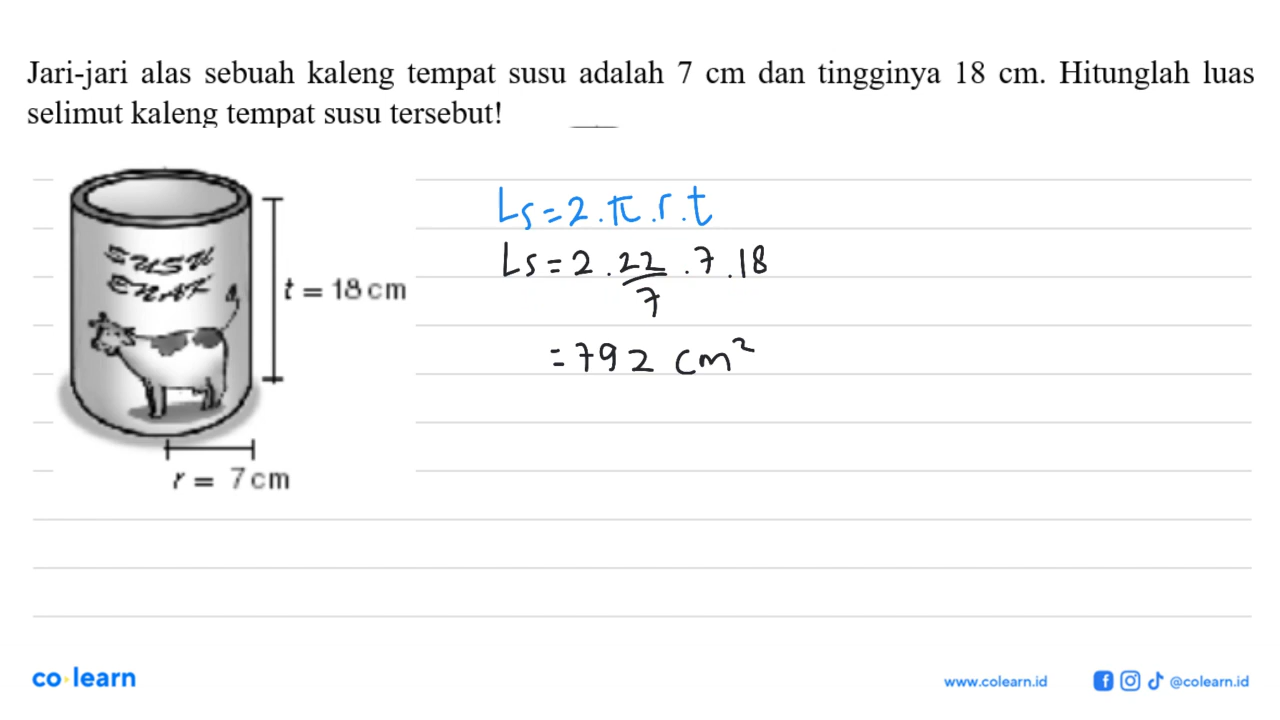 Jari-jari alas sebuah kaleng tempat susu adalah 7 cm dan tingginya 18 cm. Hitunglah luas
selimut kaleng tempat susu tersebut!
SUSU
ENAK
t = 18 cm
r = 7 cm
Ls = 2 . π . r . t
Ls = 2 . 22/7 . 7 . 18
= 792 cm²
co learn
www.colearn.id
@colearn.id